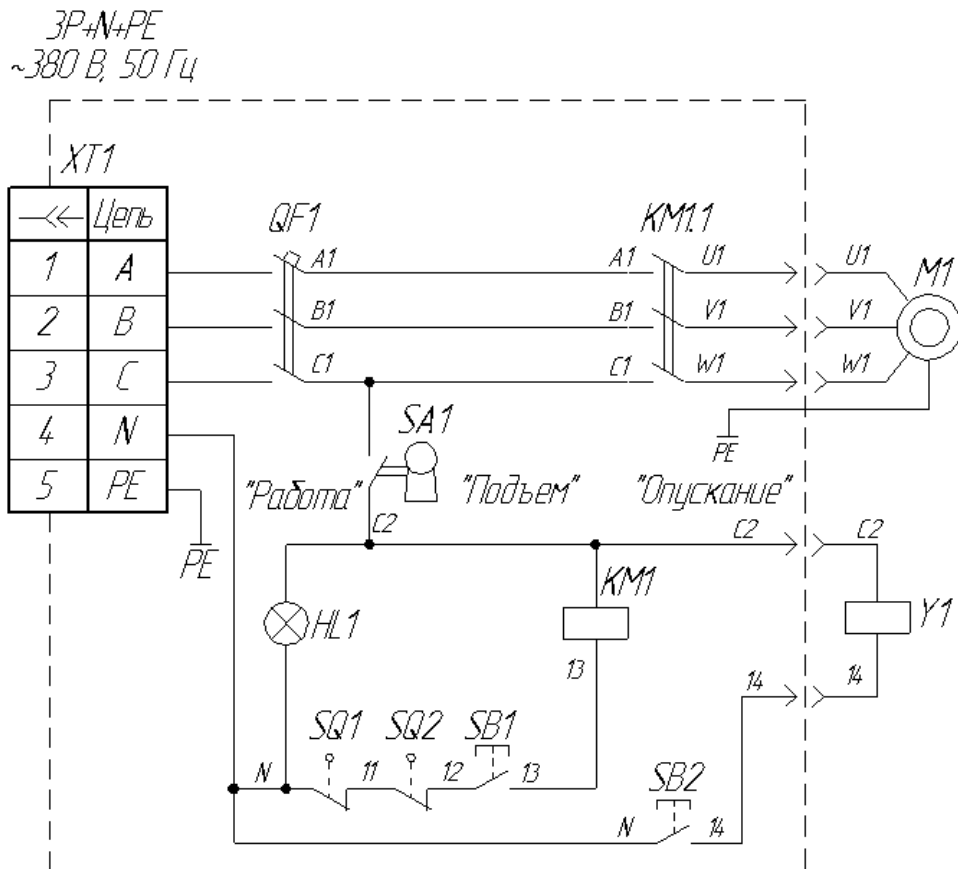 3P+N+PE
~380 В, 50 Гц
XT1
Цепь
QF1
KM1.1
1 A
A1
A1
U1
U1
M1
2 B
B1
B1
V1
V1
3 C
C1
C1
W1
W1
4 N
SA1
PE
5 PE
"Работа"
"Подъем"
"Опускание"
C2
C2
C2
PE
KM1
HL1
Y1
13
14
14
SQ1
SQ2
SB1
N
11
12
13
SB2
N
14